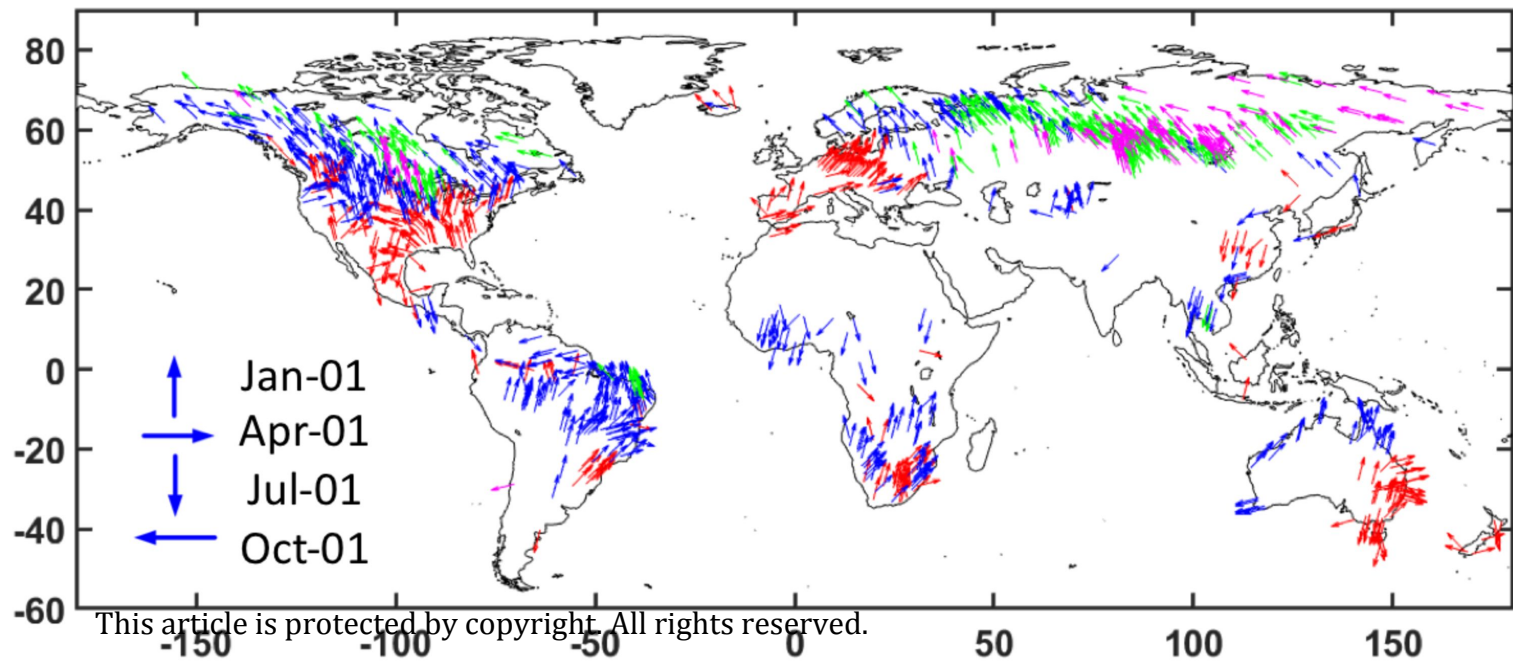 80
60
40
20
0
-20
-40
-60
Jan-01
Apr-01
Jul-01
Oct-01
This article is protected by copyright. All rights reserved.
-150 -100 -50 0 50 100 150